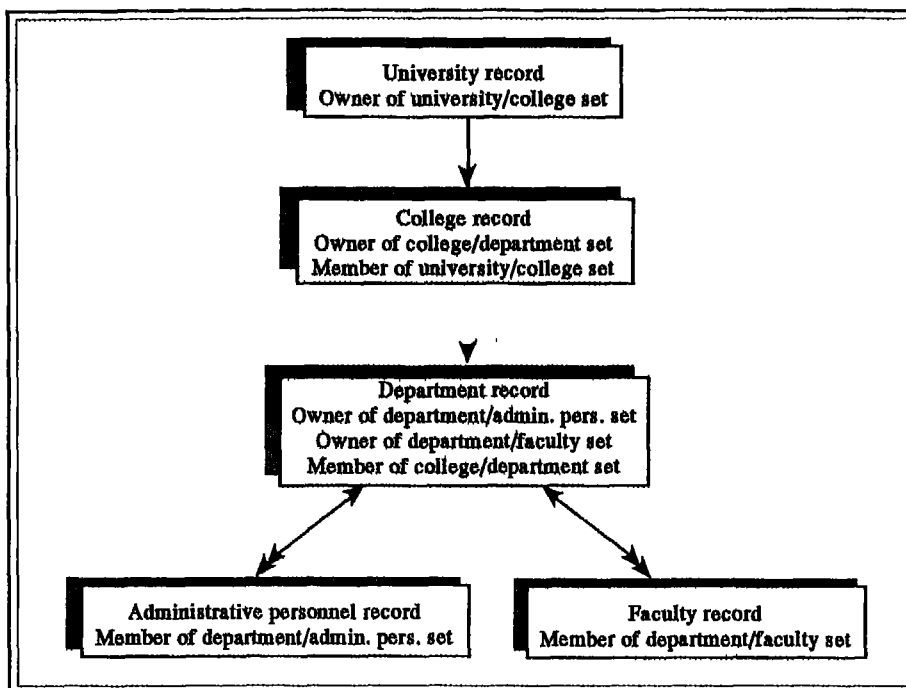 University record
Owner of university/college set
College record
Owner of college/department set
Member of university/college set
Department record
Owner of department/admin. pers. set
Owner of department/faculty set
Member of college/department set
Administrative personnel record
Member of department/admin. pers. set
Faculty record
Member of department/faculty set